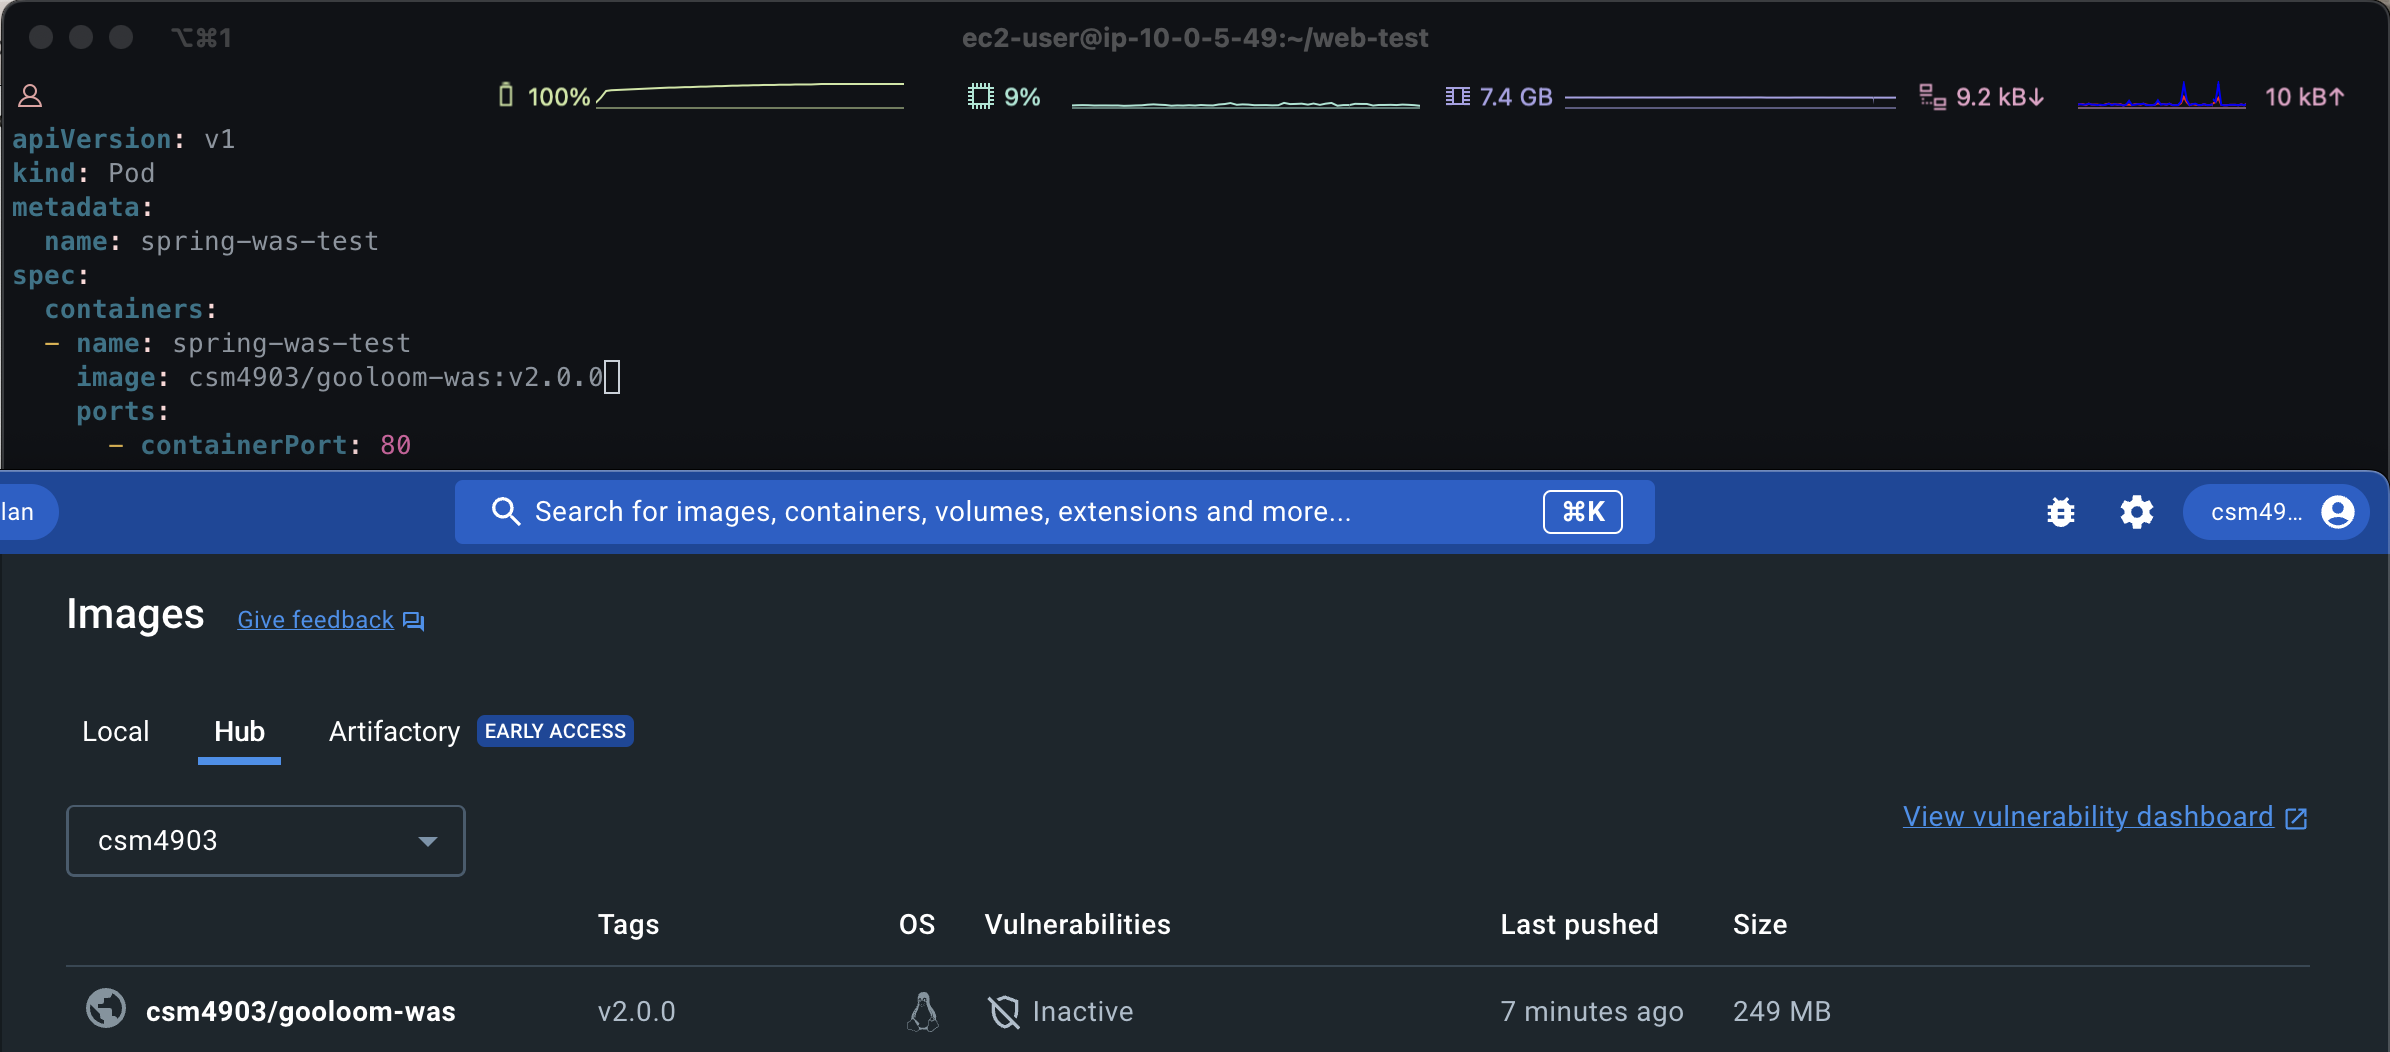 ⌥⌘1 ec2-user@ip-10-0-5-49:~/web-test
100% 9% 7.4 GB 9.2 kB↓ 10 kB↑
apiVersion: v1
kind: Pod
metadata:
  name: spring-was-test
spec:
  containers:
  - name: spring-was-test
    image: csm4903/gooloom-was:v2.0.0
    ports:
      - containerPort: 80
lan Search for images, containers, volumes, extensions and more... ⌘K csm49...
Images Give feedback
Local Hub Artifactory EARLY ACCESS
csm4903 View vulnerability dashboard
Tags OS Vulnerabilities Last pushed Size
csm4903/gooloom-was v2.0.0 Inactive 7 minutes ago 249 MB